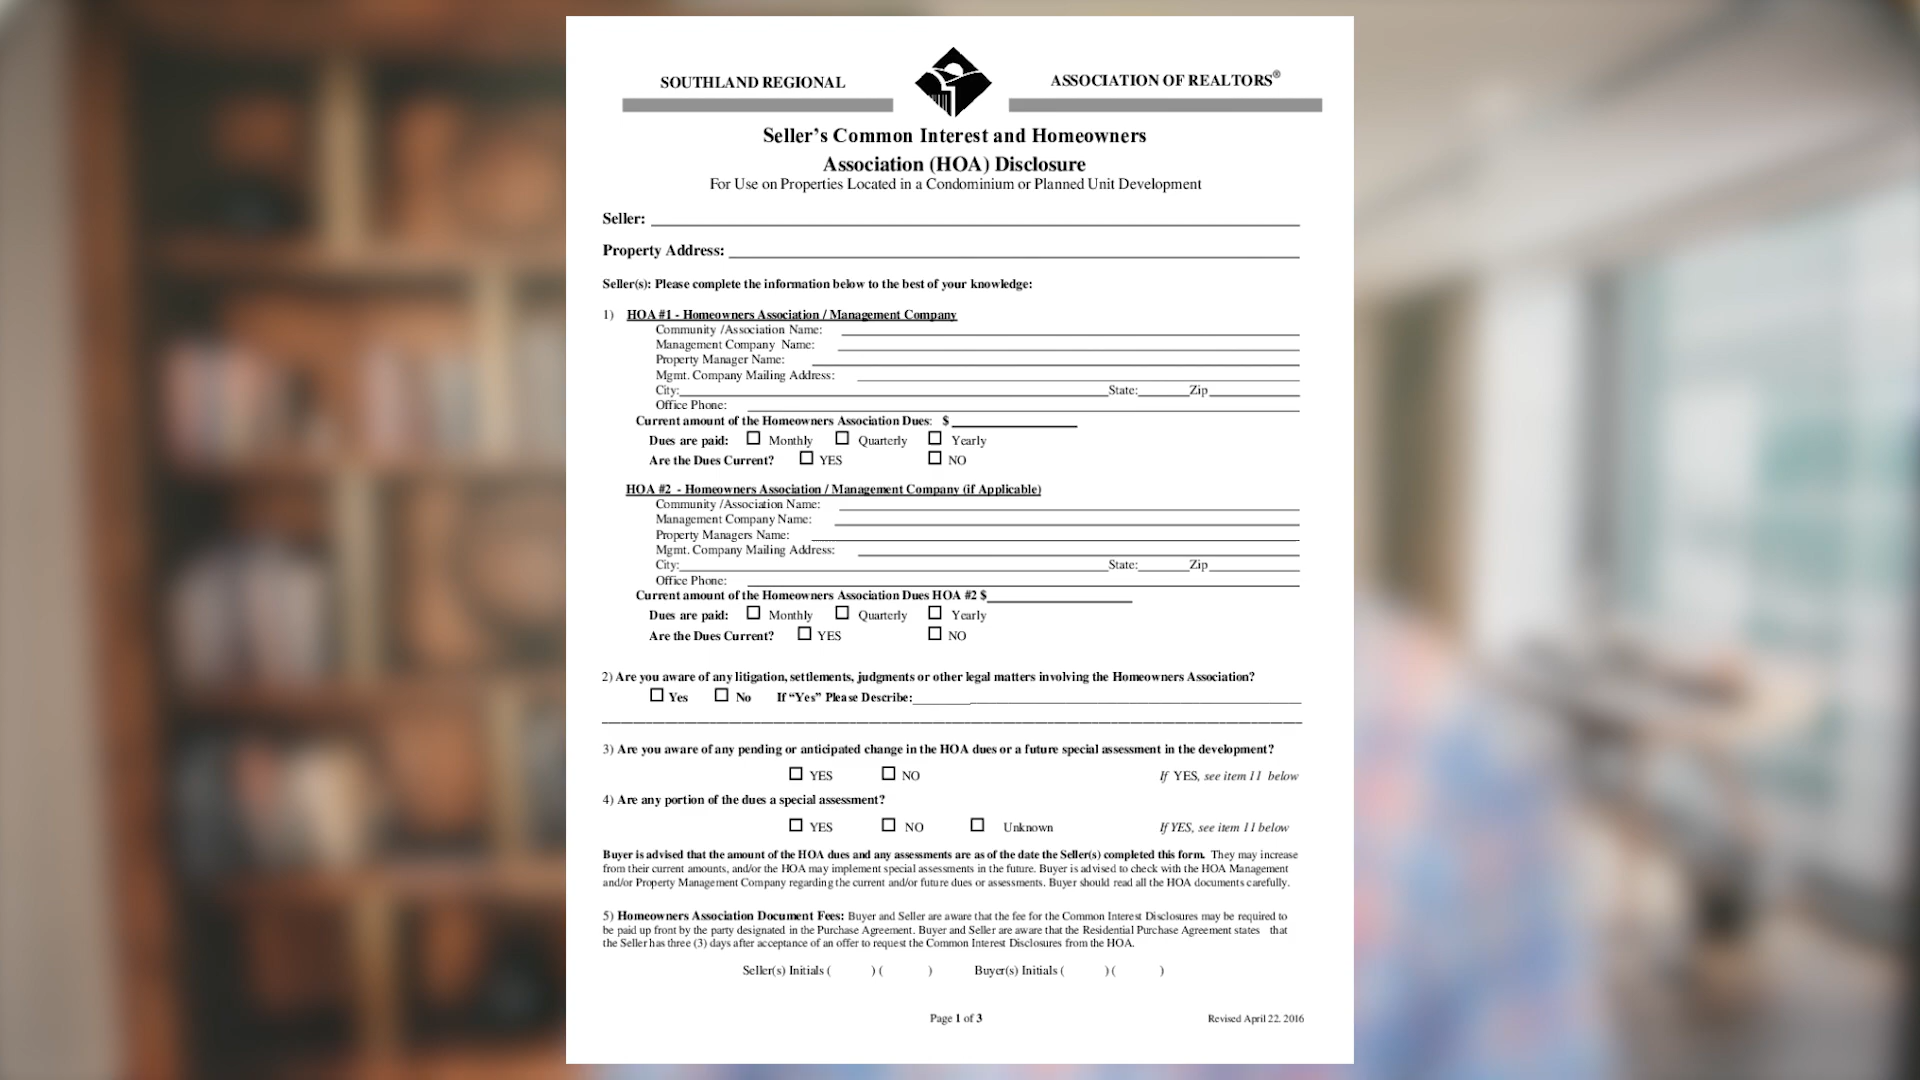 SOUTHLAND REGIONAL
ASSOCIATION OF REALTORS®
Seller's Common Interest and Homeowners
Association (HOA) Disclosure
For Use on Properties Located in a Condominium or Planned Unit Development
Seller:
Property Address:
Seller(s): Please complete the information below to the best of your knowledge:
1) HOA #1 - Homeowners Association / Management Company
Community /Association Name:
Management Company Name:
Property Manager Name:
Mgmt. Company Mailing Address:
City: State: Zip
Office Phone:
Current amount of the Homeowners Association Dues: $
Dues are paid: ☐ Monthly ☐ Quarterly ☐ Yearly
Are the Dues Current? ☐ YES ☐ NO
HOA #2 - Homeowners Association / Management Company (if Applicable)
Community /Association Name:
Management Company Name:
Property Managers Name:
Mgmt. Company Mailing Address:
City: State: Zip
Office Phone:
Current amount of the Homeowners Association Dues HOA #2 $
Dues are paid: ☐ Monthly ☐ Quarterly ☐ Yearly
Are the Dues Current? ☐ YES ☐ NO
2) Are you aware of any litigation, settlements, judgments or other legal matters involving the Homeowners Association?
☐ Yes ☐ No If “Yes” Please Describe:
3) Are you aware of any pending or anticipated change in the HOA dues or a future special assessment in the development?
☐ YES ☐ NO If YES, see item 11 below
4) Are any portion of the dues a special assessment?
☐ YES ☐ NO ☐ Unknown If YES, see item 11 below
Buyer is advised that the amount of the HOA dues and any assessments are as of the date the Seller(s) completed this form. They may increase
from their current amounts, and/or the HOA may implement special assessments in the future. Buyer is advised to check with the HOA Management
and/or Property Management Company regarding the current and/or future dues or assessments. Buyer should read all the HOA documents carefully.
5) Homeowners Association Document Fees: Buyer and Seller are aware that the fee for the Common Interest Disclosures may be required to
be paid up front by the party designated in the Purchase Agreement. Buyer and Seller are aware that the Residential Purchase Agreement states that
the Seller has three (3) days after acceptance of an offer to request the Common Interest Disclosures from the HOA.
Seller(s) Initials ( ) ( ) Buyer(s) Initials ( ) ( )
Page 1 of 3
Revised April 22. 2016